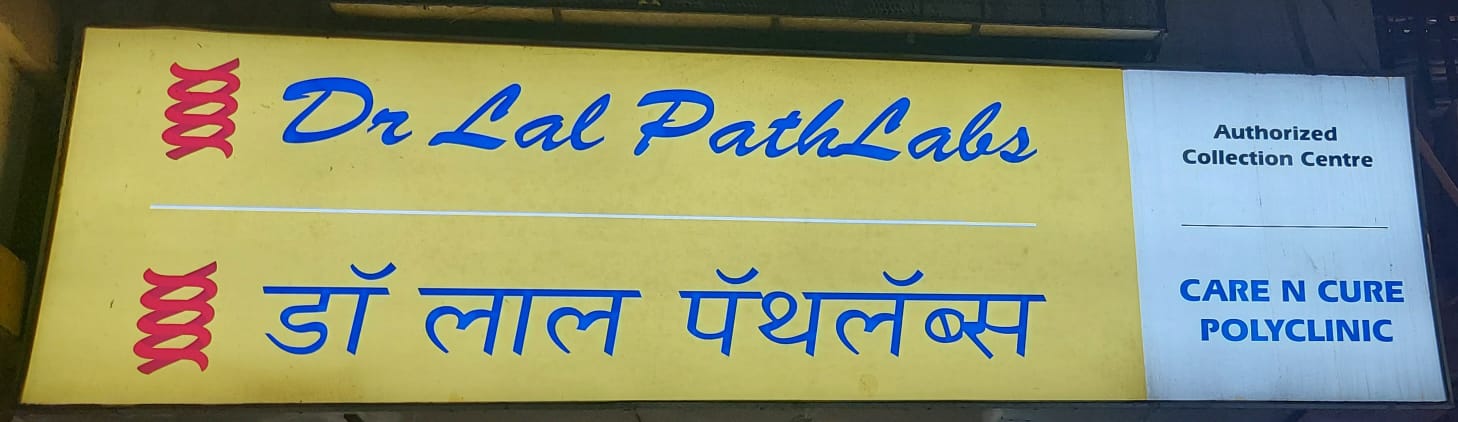 Dr Lal PathLabs
डॉ लाल पॅथलॅब्स
Authorized
Collection Centre
CARE N CURE
POLYCLINIC